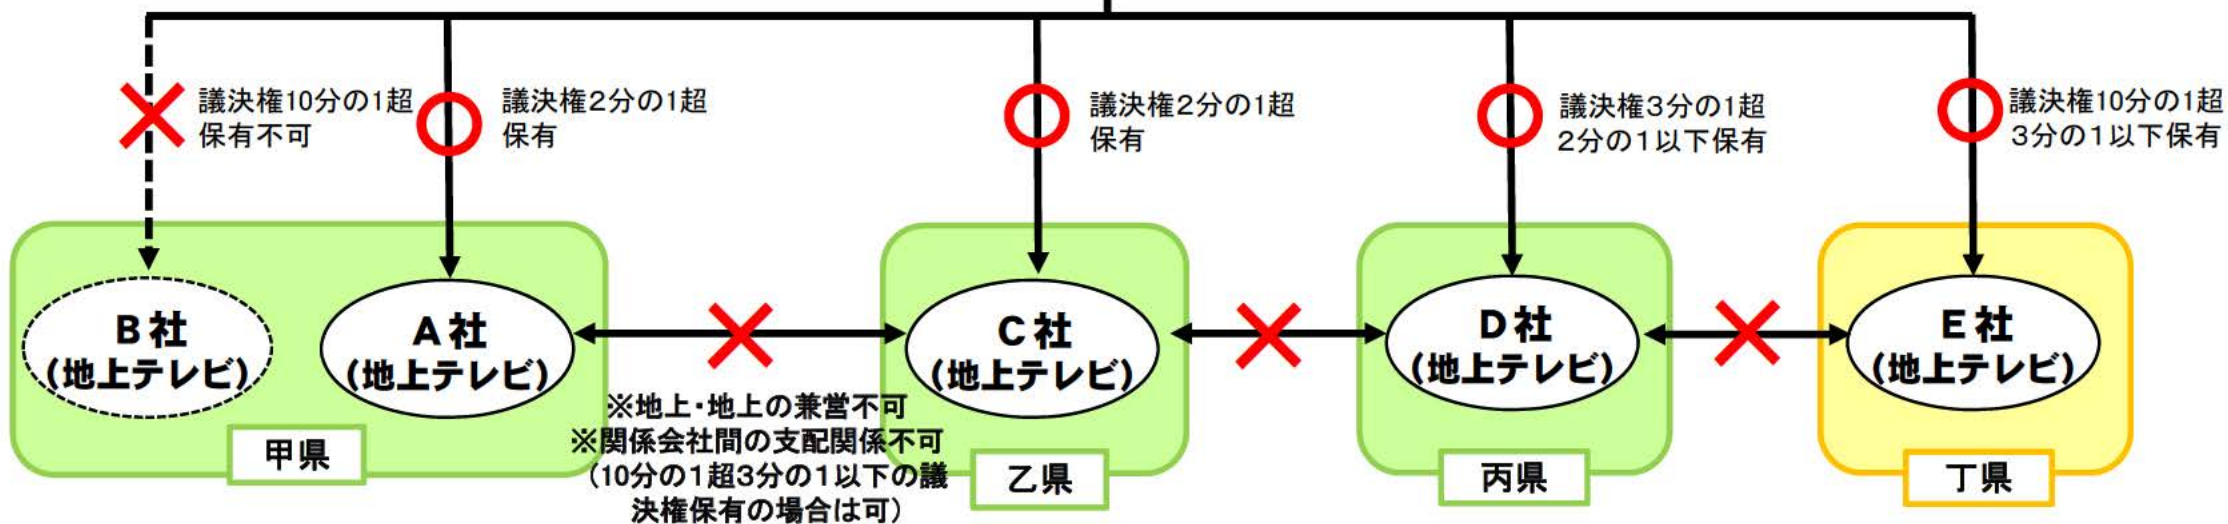 議決権10分の1超
保有不可
議決権２分の1超
保有
議決権２分の1超
保有
議決権３分の1超
２分の１以下保有
議決権10分の1超
３分の１以下保有
Ｂ社
(地上テレビ)
Ａ社
(地上テレビ)
Ｃ社
(地上テレビ)
Ｄ社
(地上テレビ)
Ｅ社
(地上テレビ)
※地上・地上の兼営不可
※関係会社間の支配関係不可
（10分の１超３分の１以下の議
決権保有の場合は可）
甲県
乙県
丙県
丁県